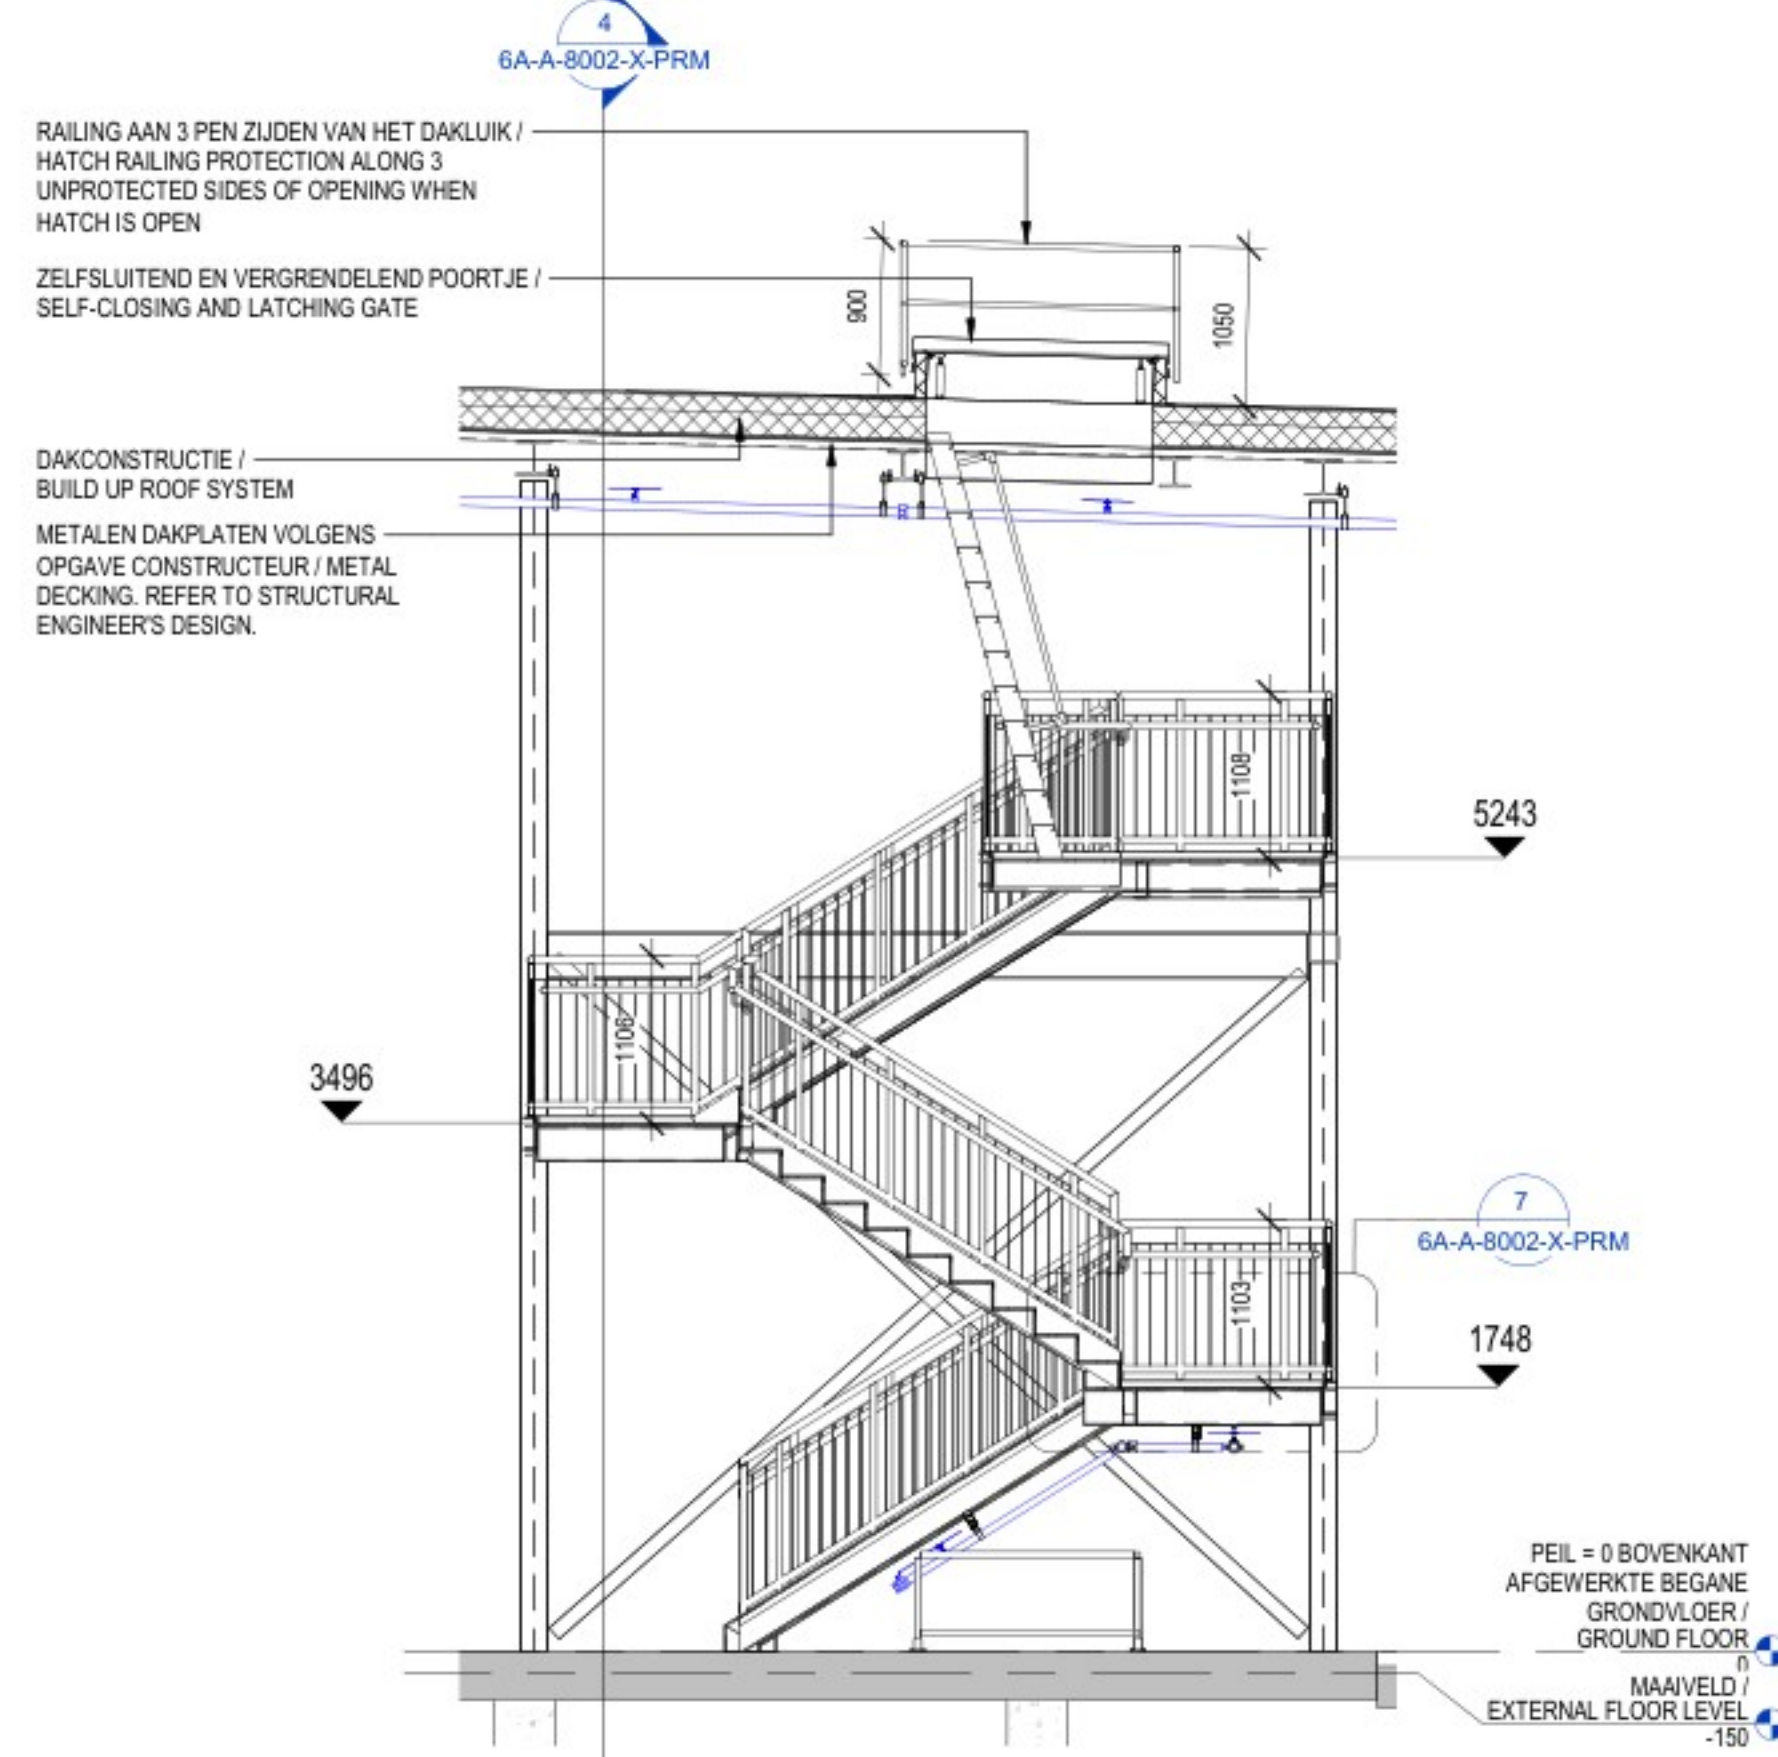 4
6A-A-8002-X-PRM
RAILING AAN 3 PEN ZIJDEN VAN HET DAKLUIK /
HATCH RAILING PROTECTION ALONG 3
UNPROTECTED SIDES OF OPENING WHEN
HATCH IS OPEN
ZELFSLUITEND EN VERGRENDELEND POORTJE /
SELF-CLOSING AND LATCHING GATE
900
1050
DAKCONSTRUCTIE /
BUILD UP ROOF SYSTEM
METALEN DAKPLATEN VOLGENS
OPGAVE CONSTRUCTEUR / METAL
DECKING. REFER TO STRUCTURAL
ENGINEER'S DESIGN.
1108
5243
1106
3496
7
6A-A-8002-X-PRM
1103
1748
PEIL = 0 BOVENKANT
AFGEWERKTE BEGANE
GRONDVLOER /
GROUND FLOOR
0
MAAIVELD /
EXTERNAL FLOOR LEVEL
-150